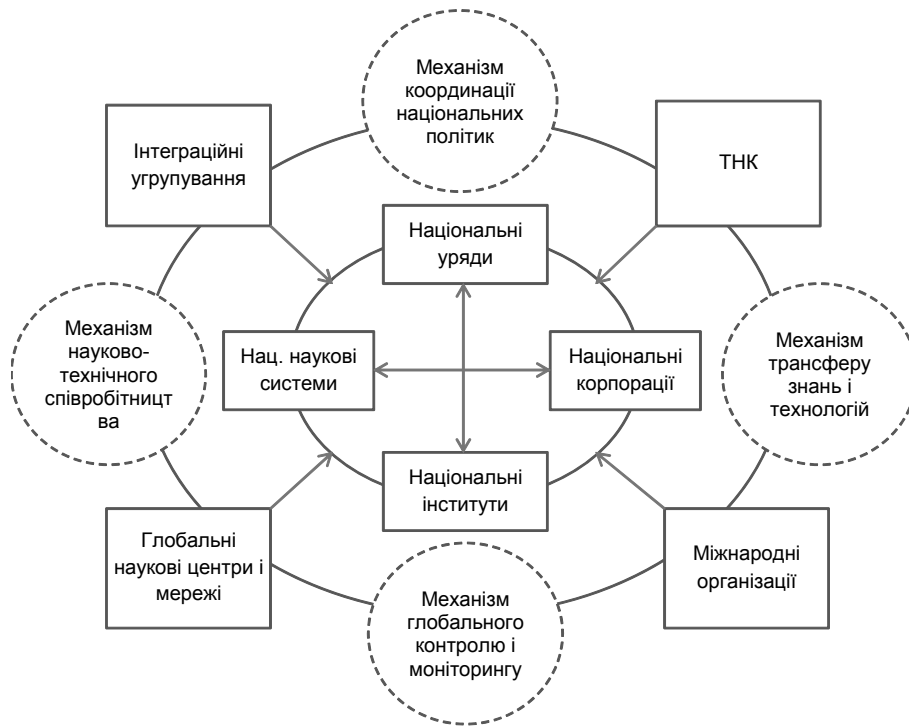 Механізм
координації
національних
політик
Інтеграційні
угрупування
ТНК
Національні
уряди
Механізм
науково-
технічного
співробітницт
ва
Нац. наукові
системи
Національні
корпорації
Механізм
трансферу
знань і
технологій
Національні
інститути
Глобальні
наукові центри і
мережі
Міжнародні
організації
Механізм
глобального
контролю і
моніторингу